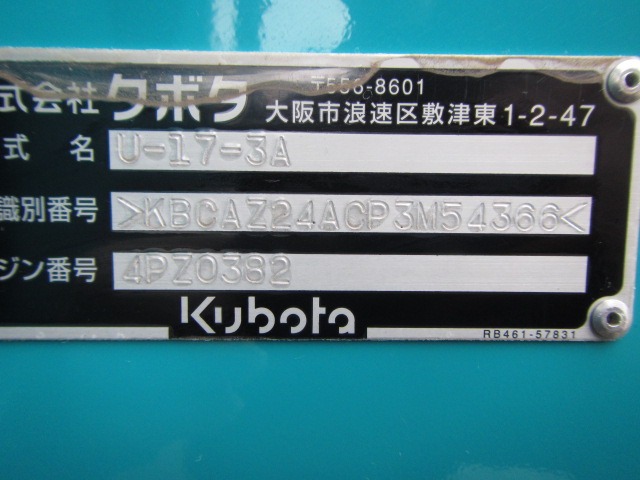 式会社クボタ 〒556-8601
大阪市浪速区敷津東1-2-47
式 名 U-17-3A
識別番号 >KBCAZ24ACP3M54366<
ジン番号 4PZ0382
Kubota
RB461-57831